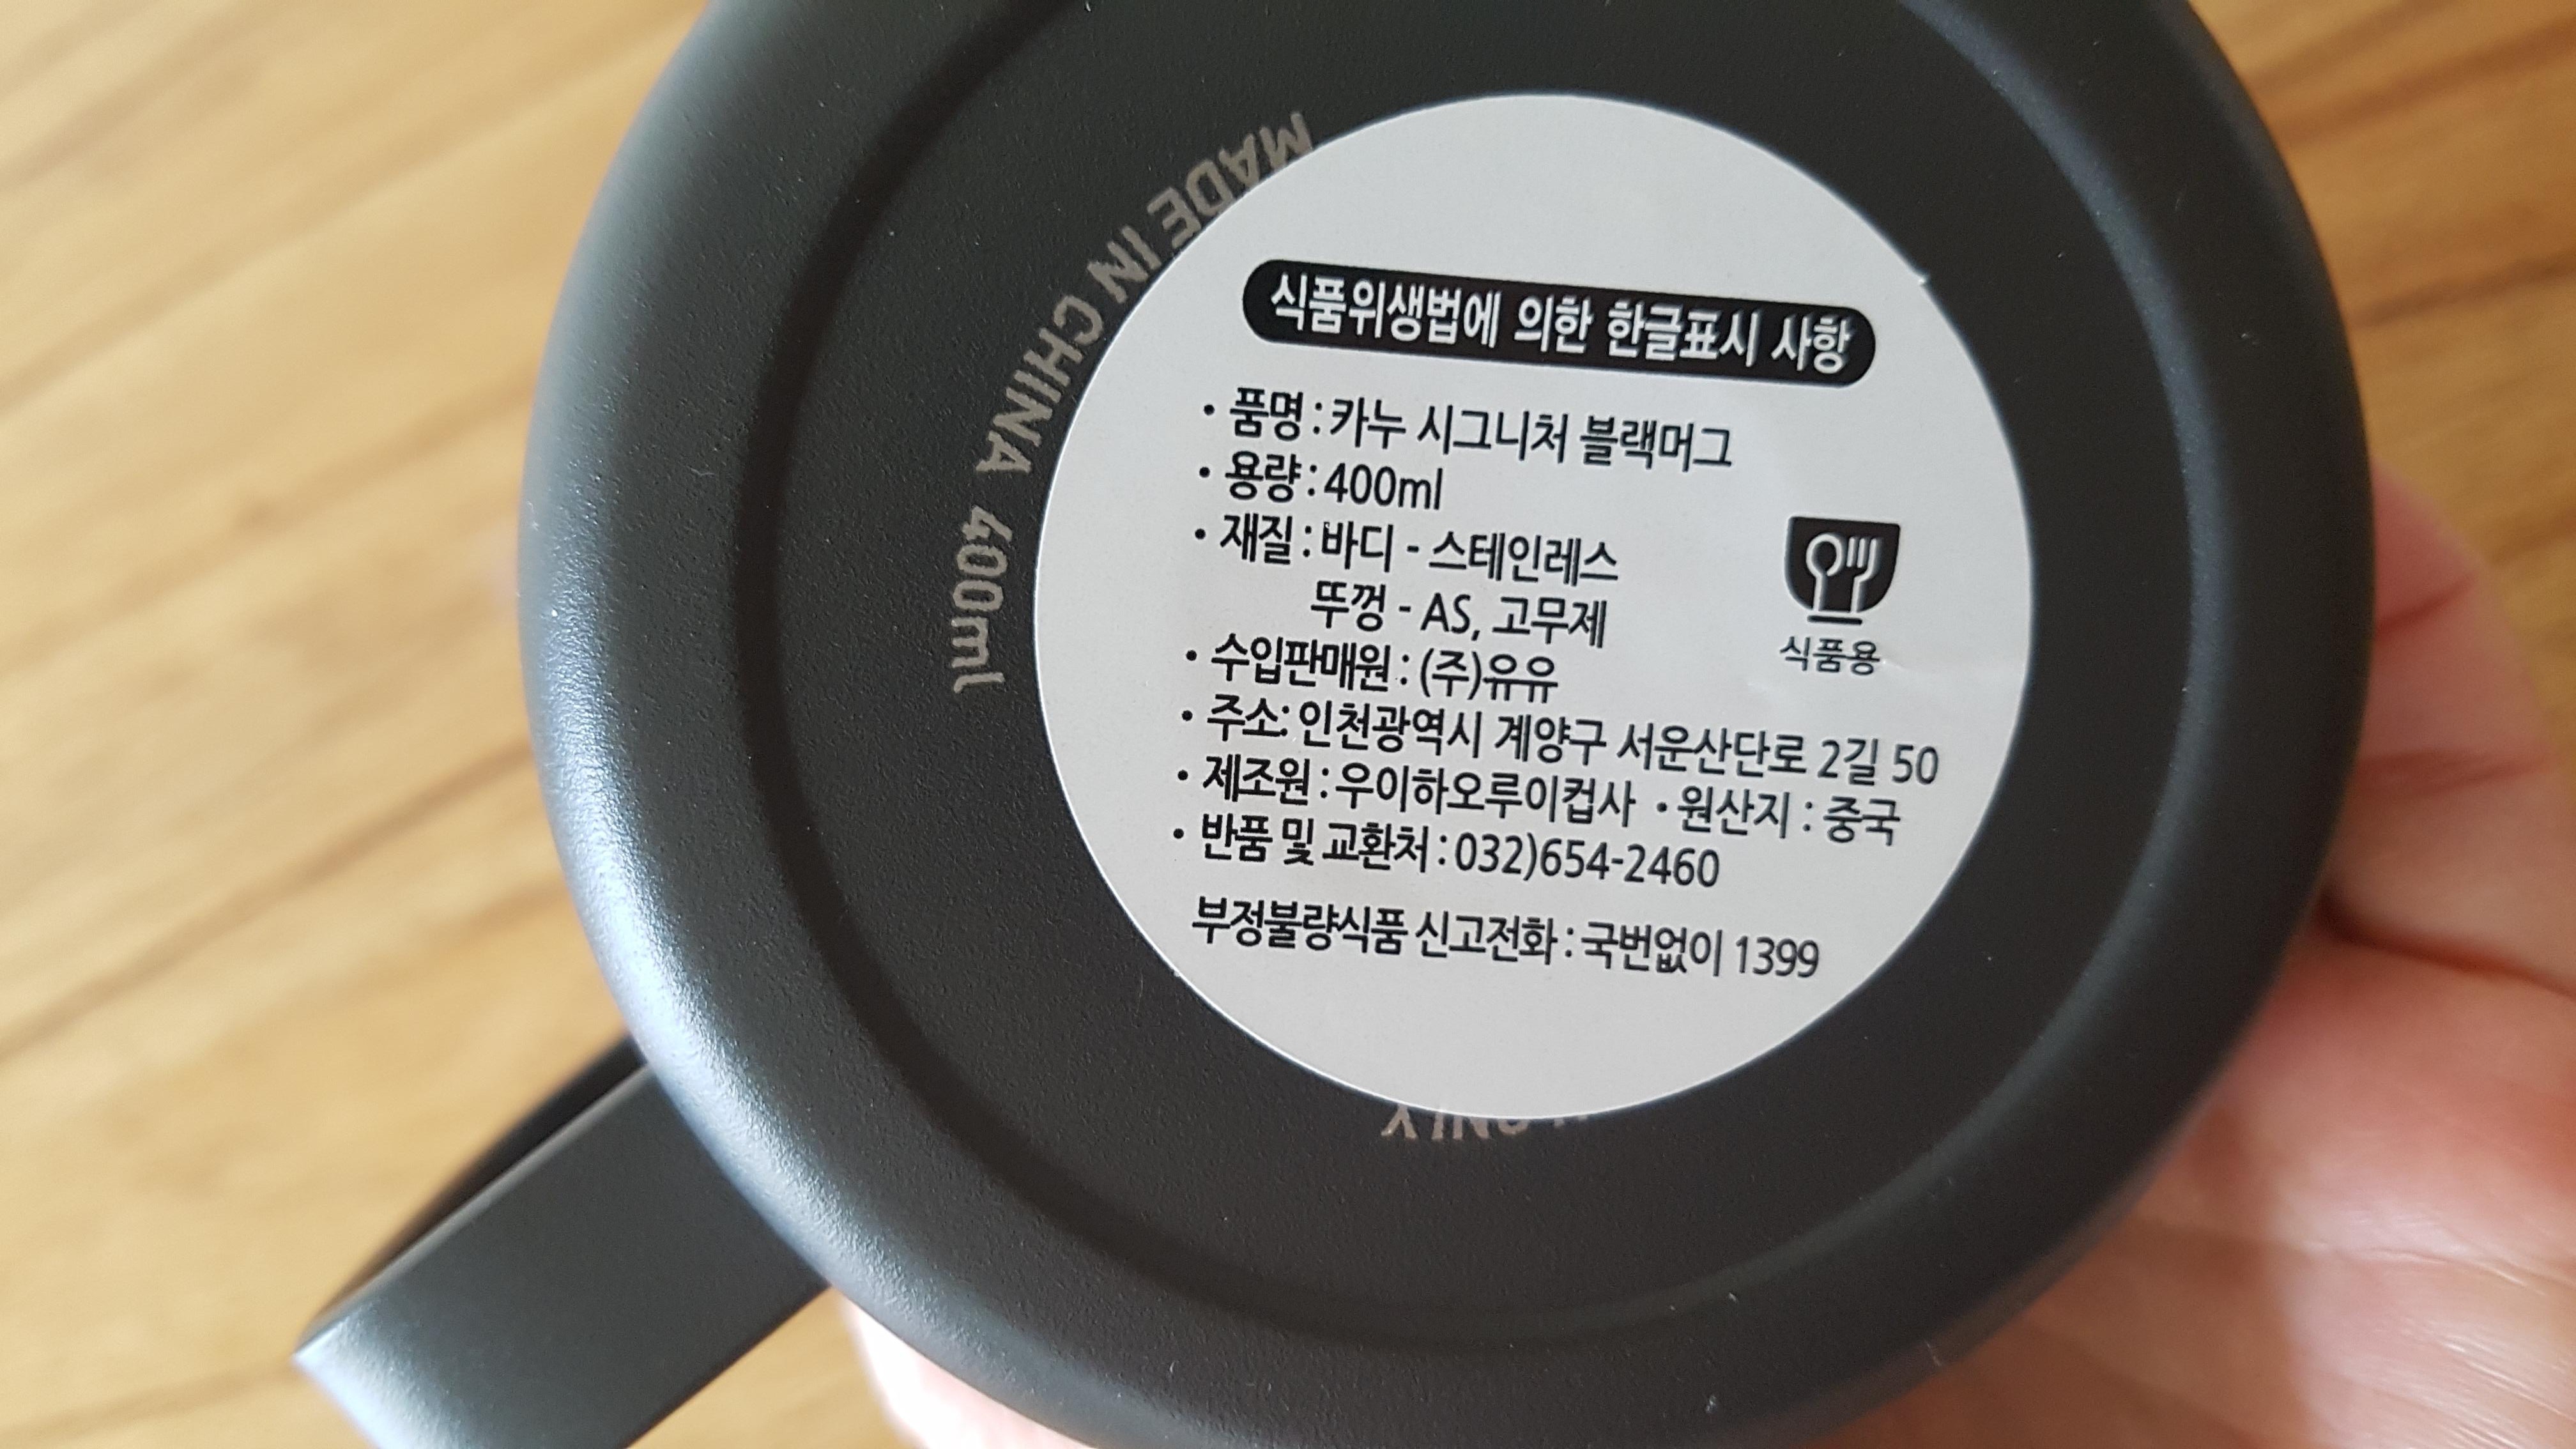 MADE IN CHINA 400ml
식품위생법에 의한 한글표시 사항
• 품명 : 카누 시그니처 블랙머그
• 용량 : 400ml
• 재질 : 바디 - 스테인레스
뚜껑 - AS, 고무제
식품용
• 수입판매원 : (주)유유
• 주소: 인천광역시 계양구 서운산단로 2길 50
• 제조원 : 우이하오루이컵사 • 원산지 : 중국
• 반품 및 교환처 : 032)654-2460
부정불량식품 신고전화 : 국번없이 1399
ONLY